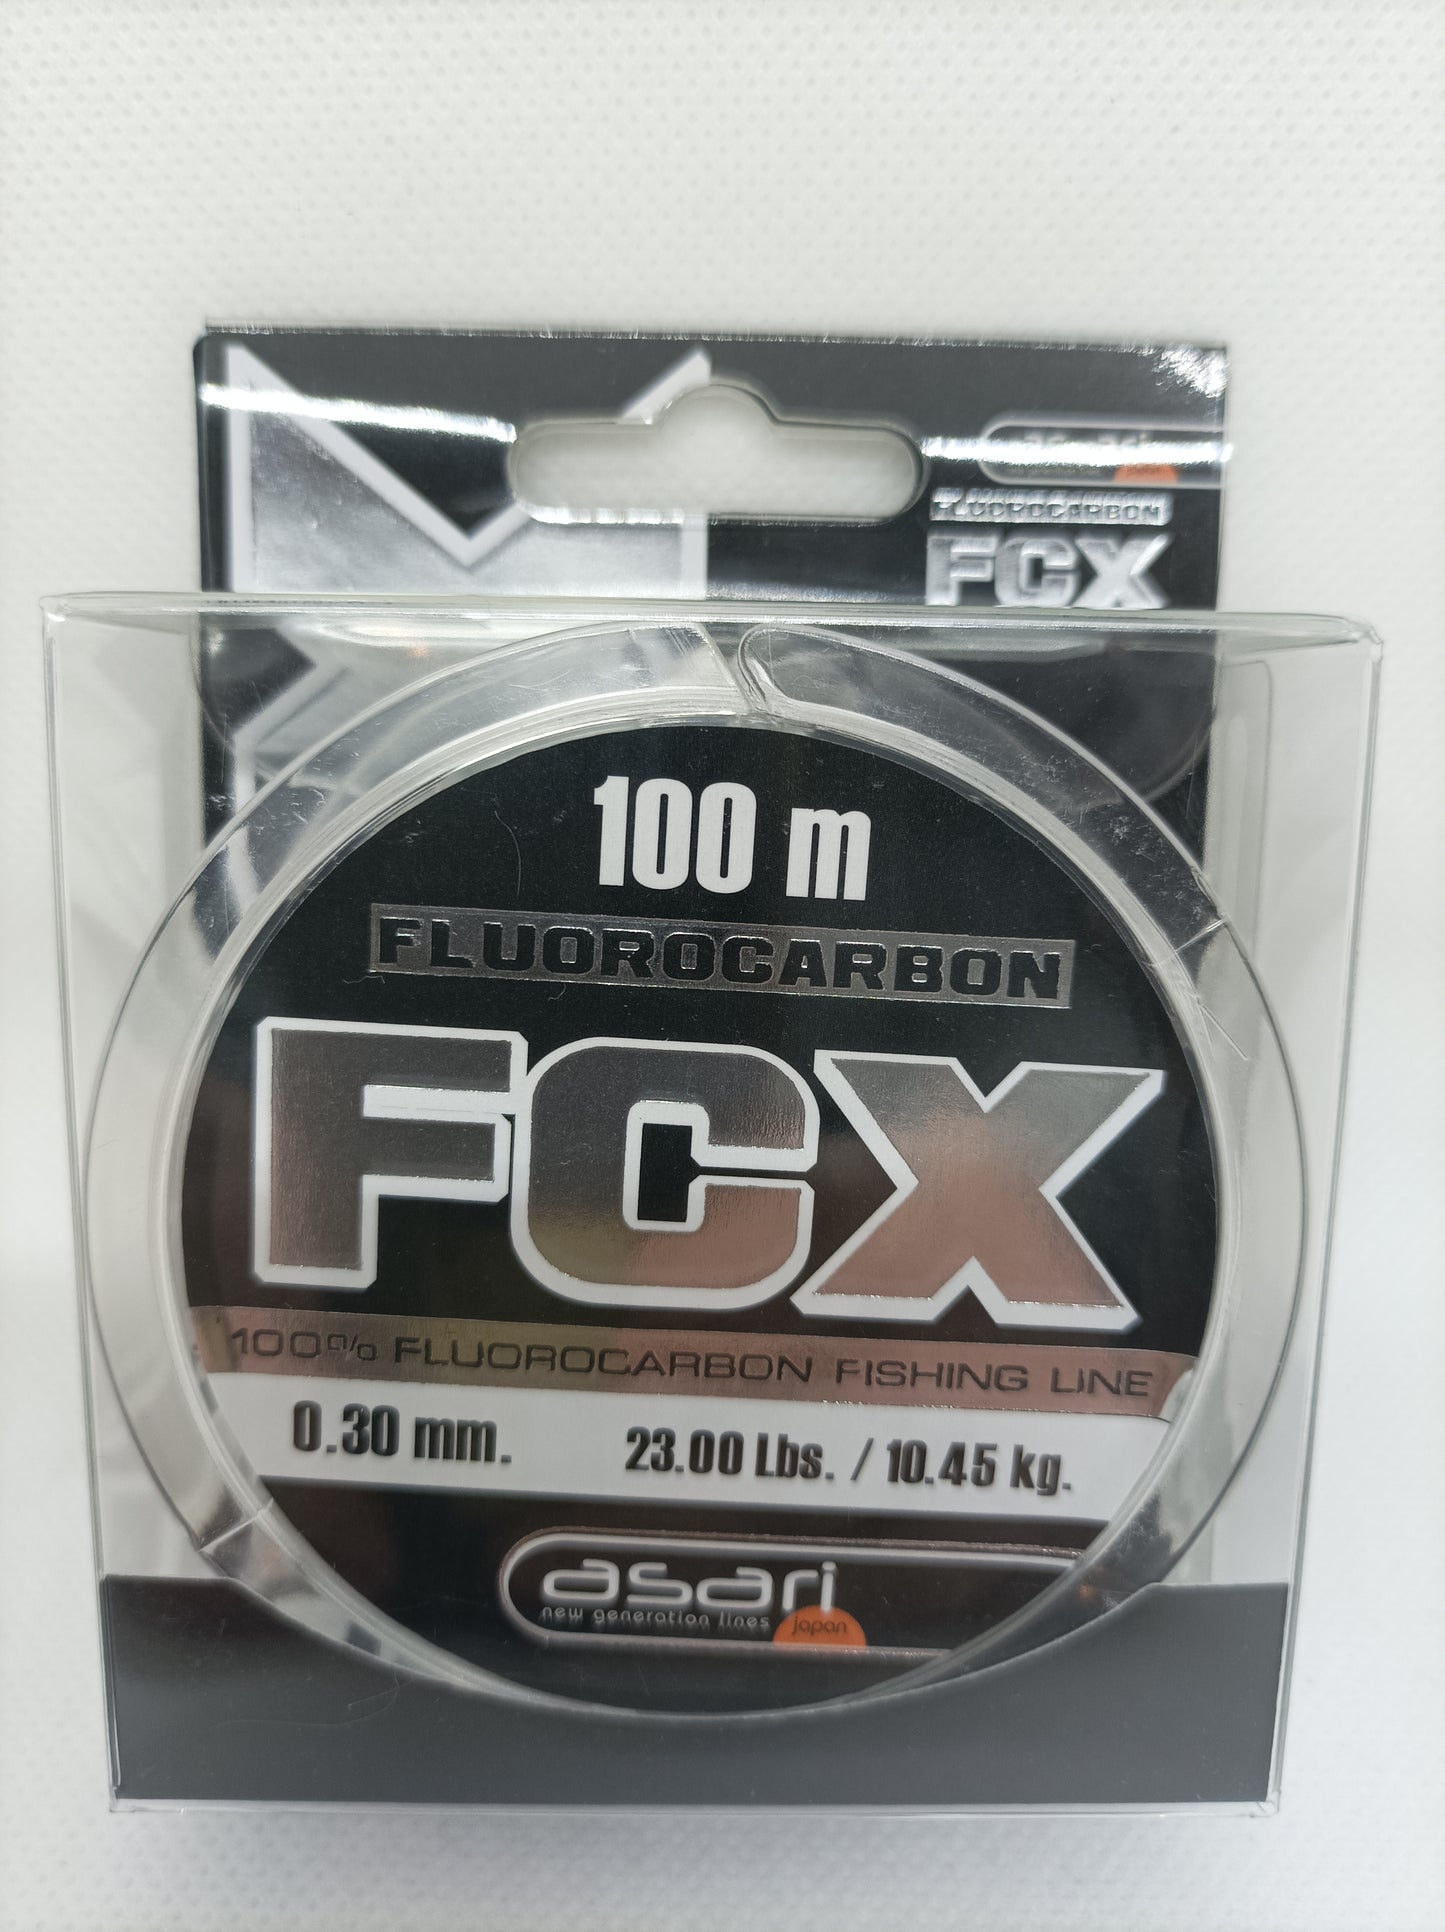 asari
FLUOROCARBON
FCX
100 m
FLUOROCARBON
FCX
100% FLUOROCARBON FISHING LINE
0.30 mm. 23.00 Lbs. / 10.45 kg.
asari
new generation lines
japan